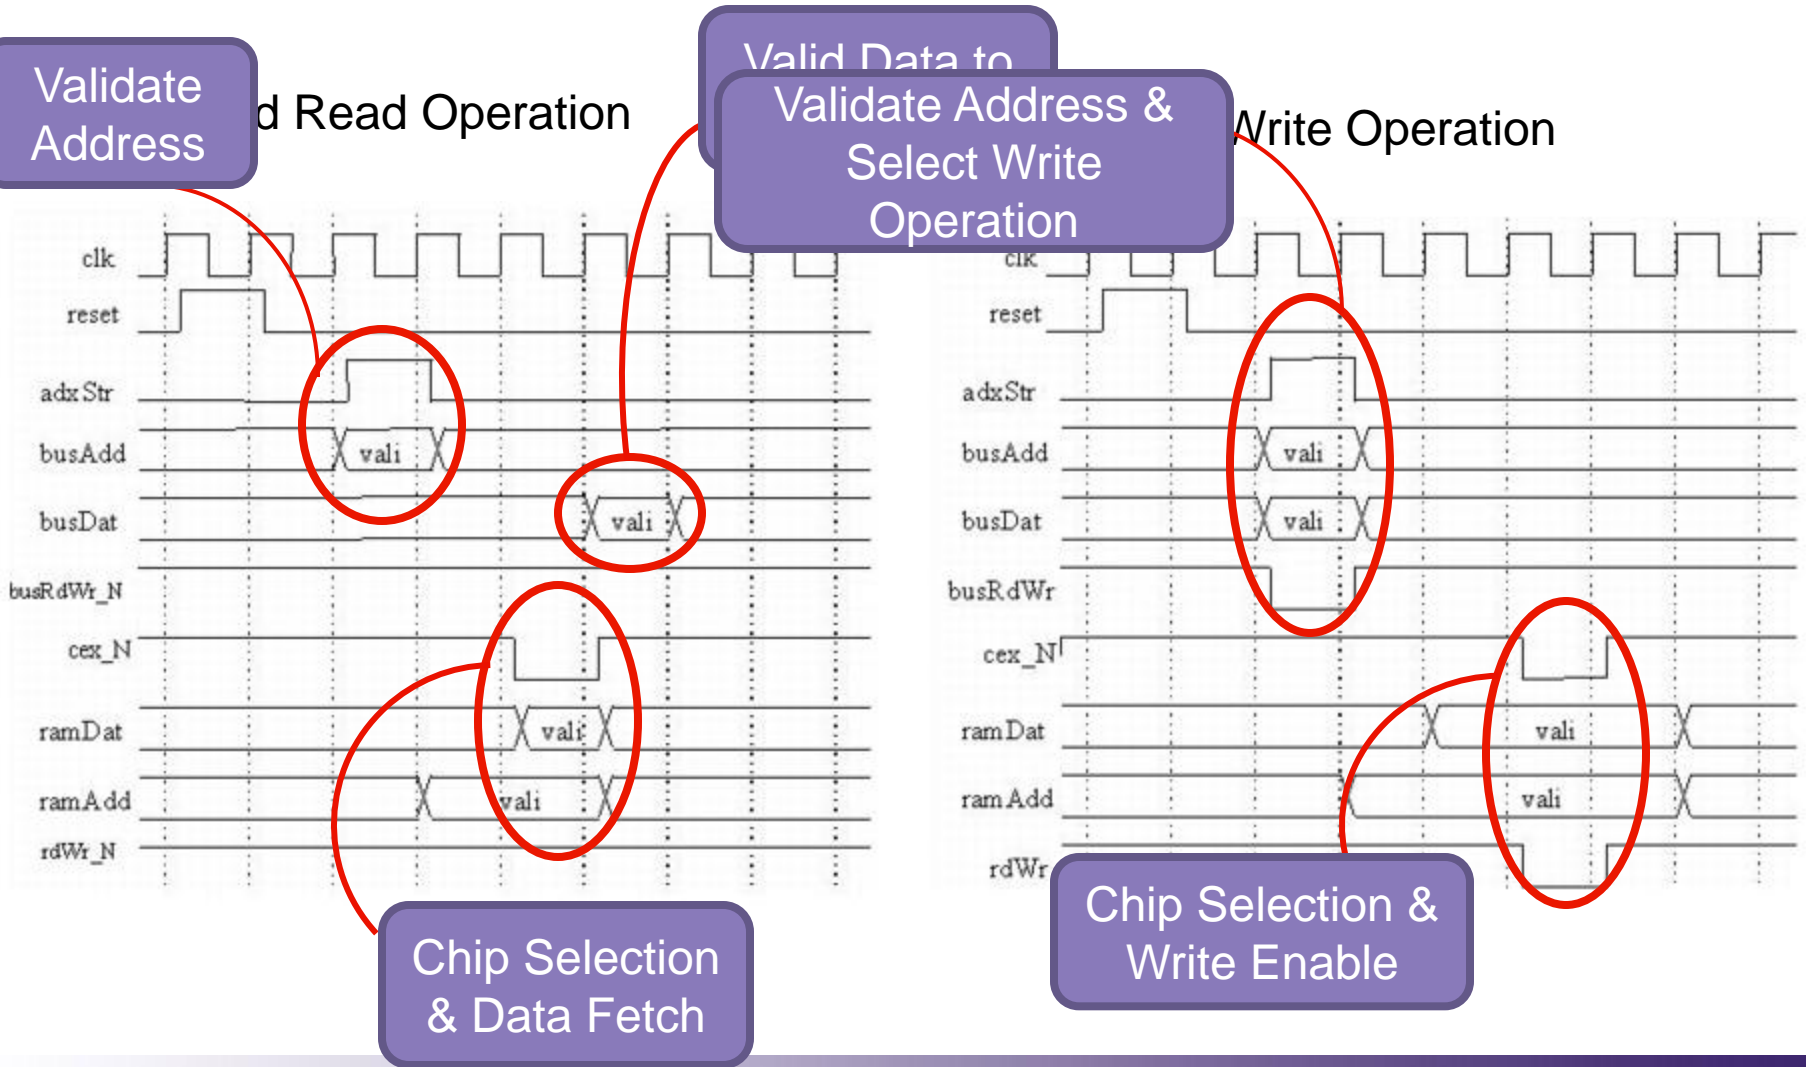 Validate
Address
d Read Operation
Valid Data to
Validate Address &
Select Write
Operation
Write Operation
clk
reset
adxStr
busAdd
vali
busDat
vali
busRdWr_N
cex_N
ramDat
vali
ramAdd
vali
rdWr_N
Chip Selection
& Data Fetch
clk
reset
adxStr
busAdd
vali
busDat
vali
busRdWr
cex_N
ramDat
vali
ramAdd
vali
rdWr
Chip Selection &
Write Enable